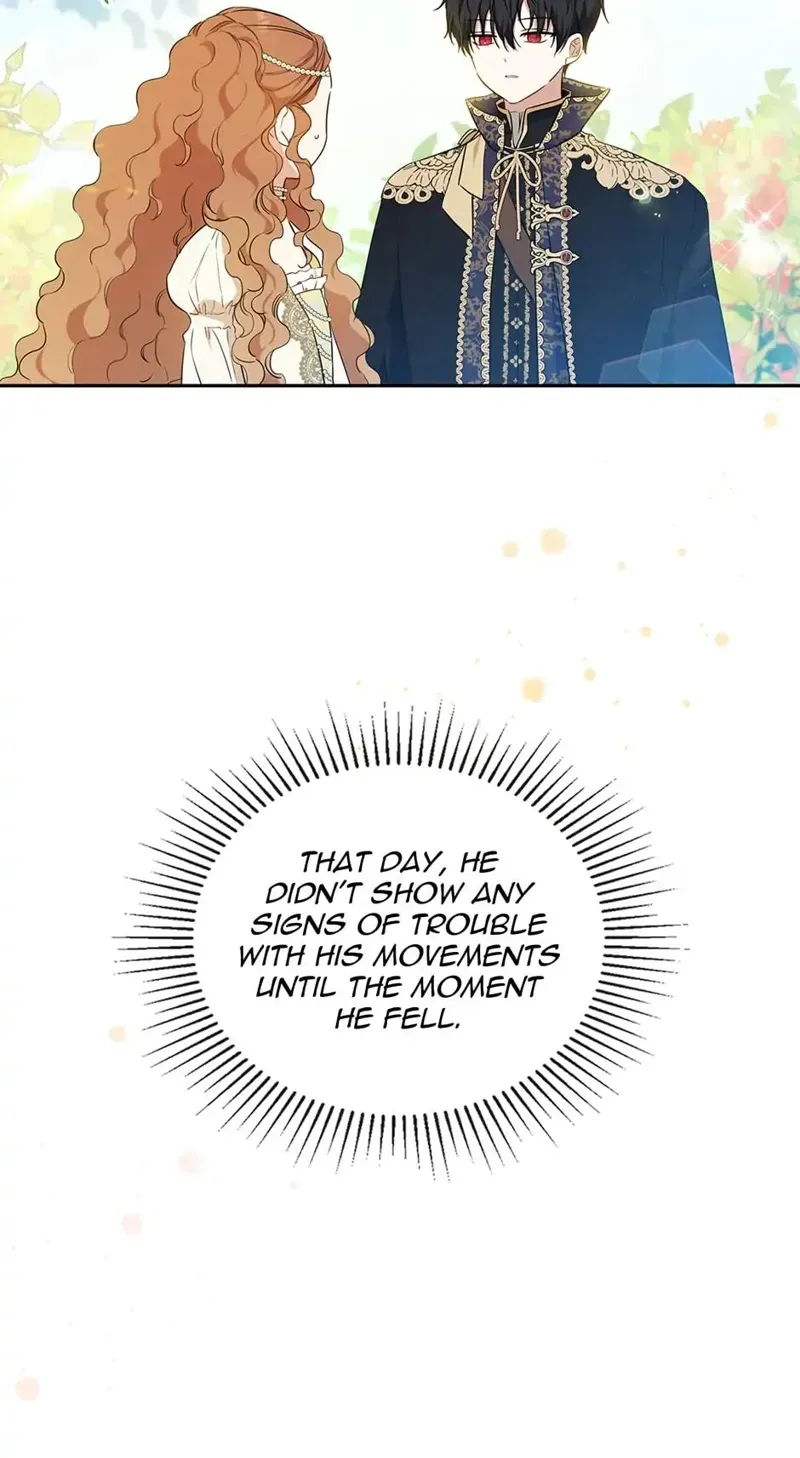 THAT DAY, HE
DIDN'T SHOW ANY
SIGNS OF TROUBLE
WITH HIS MOVEMENTS
UNTIL THE MOMENT
HE FELL.